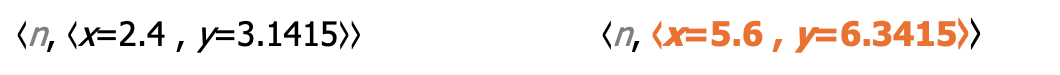 ⟨n, ⟨x=2.4 , y=3.1415⟩⟩ ⟨n, ⟨x=5.6 , y=6.3415⟩⟩